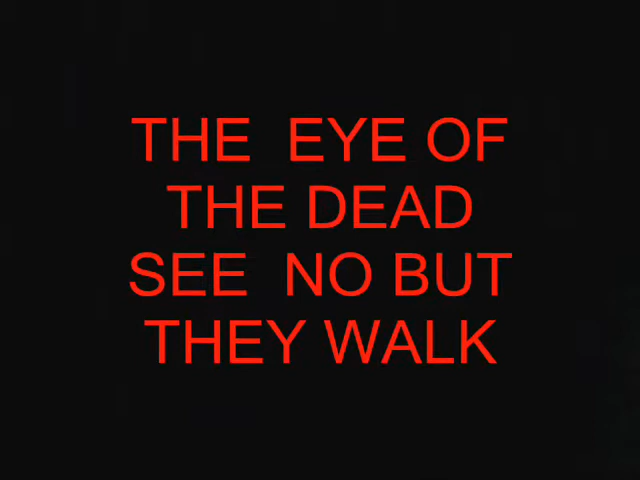 THE  EYE OF
THE DEAD
SEE  NO BUT
THEY WALK